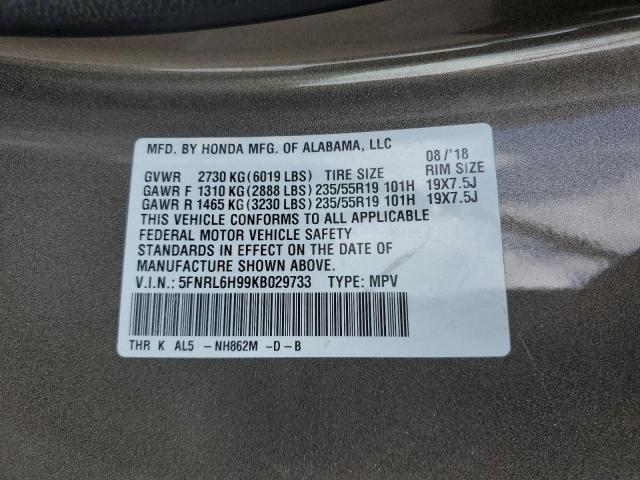 MFD. BY HONDA MFG. OF ALABAMA, LLC 08/'18
GVWR 2730 KG (6019 LBS) TIRE SIZE RIM SIZE
GAWR F 1310 KG (2888 LBS) 235/55R19 101H 19X7.5J
GAWR R 1465 KG (3230 LBS) 235/55R19 101H 19X7.5J
THIS VEHICLE CONFORMS TO ALL APPLICABLE
FEDERAL MOTOR VEHICLE SAFETY
STANDARDS IN EFFECT ON THE DATE OF
MANUFACTURE SHOWN ABOVE.
V.I.N.: 5FNRL6H99KB029733 TYPE: MPV
THR K AL5 -NH862M -D-B